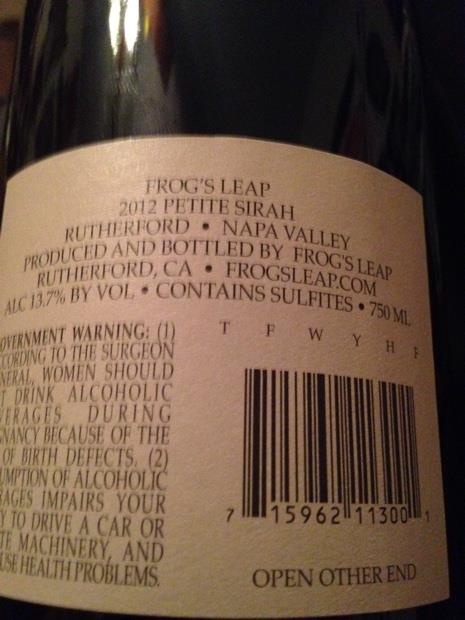 FROG'S LEAP
2012 PETITE SIRAH
RUTHERFORD • NAPA VALLEY
PRODUCED AND BOTTLED BY FROG'S LEAP
RUTHERFORD, CA • FROGSLEAP.COM
ALC 13.7% BY VOL • CONTAINS SULFITES • 750 ML
OVERNMENT WARNING: (1)
CORDING TO THE SURGEON
NERAL, WOMEN SHOULD
T DRINK ALCOHOLIC
VERAGES DURING
NANCY BECAUSE OF THE
OF BIRTH DEFECTS. (2)
UMPTION OF ALCOHOLIC
RAGES IMPAIRS YOUR
Y TO DRIVE A CAR OR
TE MACHINERY, AND
USE HEALTH PROBLEMS.
T F W Y H F
7 15962 11300 1
OPEN OTHER END